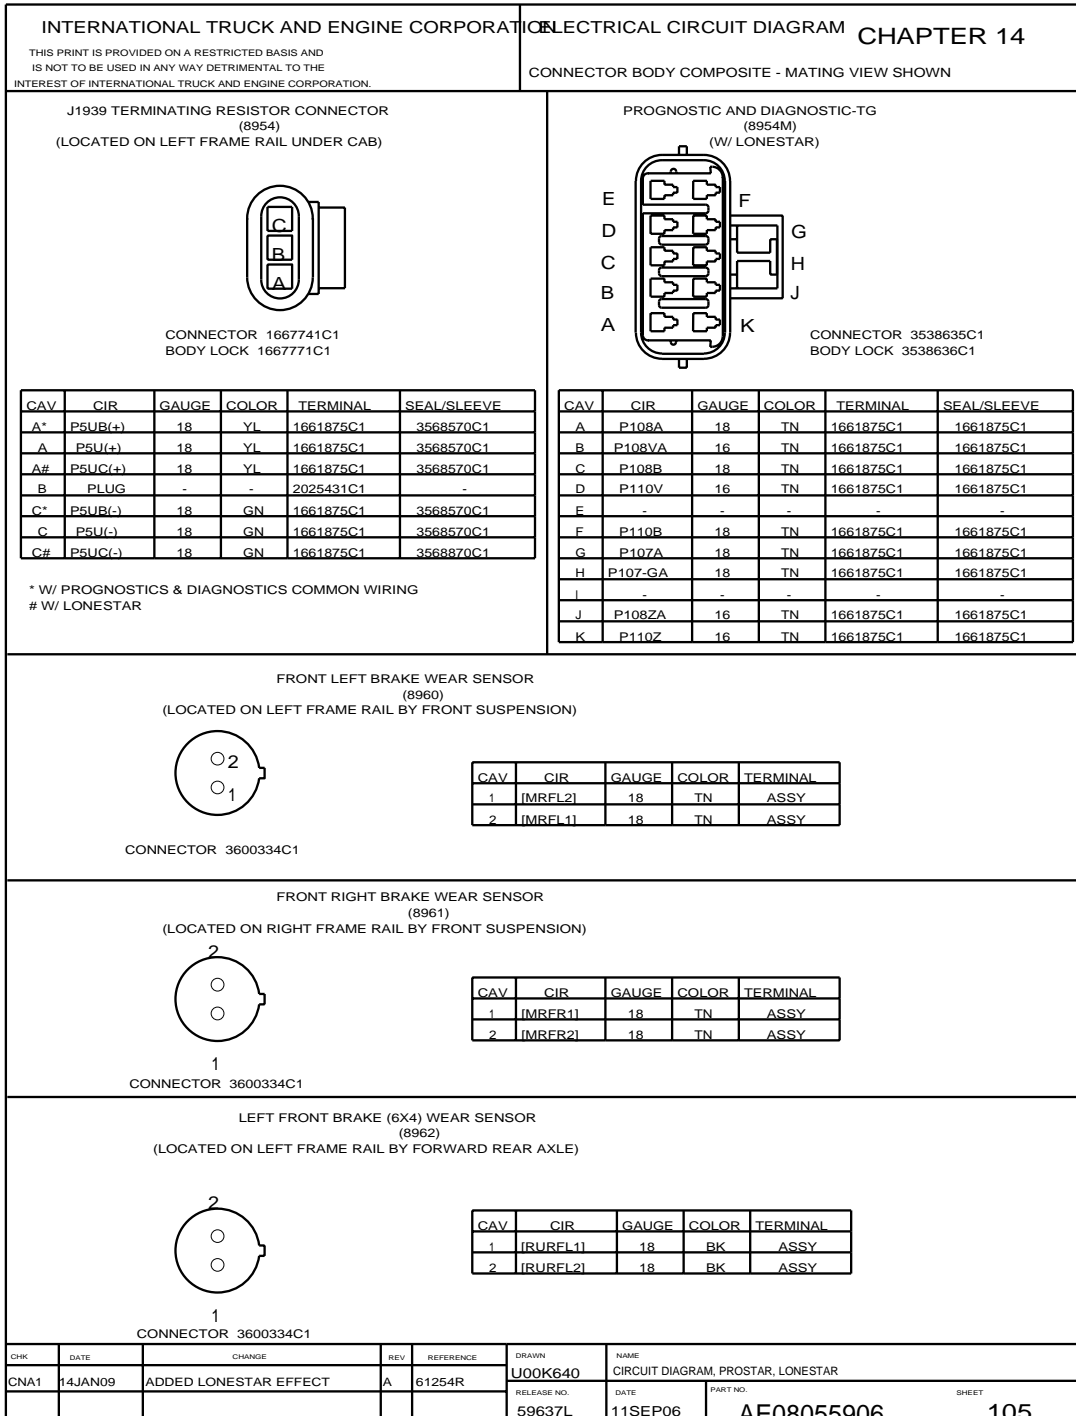 INTERNATIONAL TRUCK AND ENGINE CORPORATION
THIS PRINT IS PROVIDED ON A RESTRICTED BASIS AND
IS NOT TO BE USED IN ANY WAY DETRIMENTAL TO THE
INTEREST OF INTERNATIONAL TRUCK AND ENGINE CORPORATION.
ELECTRICAL CIRCUIT DIAGRAM CHAPTER 14
CONNECTOR BODY COMPOSITE - MATING VIEW SHOWN
J1939 TERMINATING RESISTOR CONNECTOR
(8954)
(LOCATED ON LEFT FRAME RAIL UNDER CAB)
C
B
A
CONNECTOR 1667741C1
BODY LOCK 1667771C1
CAV CIR GAUGE COLOR TERMINAL SEAL/SLEEVE
A* P5UB(+) 18 YL 1661875C1 3568570C1
A P5U(+) 18 YL 1661875C1 3568570C1
A# P5UC(+) 18 YL 1661875C1 3568570C1
B PLUG - - 2025431C1 -
C* P5UB(-) 18 GN 1661875C1 3568570C1
C P5U(-) 18 GN 1661875C1 3568570C1
C# P5UC(-) 18 GN 1661875C1 3568870C1
* W/ PROGNOSTICS & DIAGNOSTICS COMMON WIRING
# W/ LONESTAR
PROGNOSTIC AND DIAGNOSTIC-TG
(8954M)
(W/ LONESTAR)
E F
D G
C H
B J
A K
CONNECTOR 3538635C1
BODY LOCK 3538636C1
CAV CIR GAUGE COLOR TERMINAL SEAL/SLEEVE
A P108A 18 TN 1661875C1 1661875C1
B P108VA 16 TN 1661875C1 1661875C1
C P108B 18 TN 1661875C1 1661875C1
D P110V 16 TN 1661875C1 1661875C1
E - - - - -
F P110B 18 TN 1661875C1 1661875C1
G P107A 18 TN 1661875C1 1661875C1
H P107-GA 18 TN 1661875C1 1661875C1
I - - - - -
J P108ZA 16 TN 1661875C1 1661875C1
K P110Z 16 TN 1661875C1 1661875C1
FRONT LEFT BRAKE WEAR SENSOR
(8960)
(LOCATED ON LEFT FRAME RAIL BY FRONT SUSPENSION)
2
1
CONNECTOR 3600334C1
CAV CIR GAUGE COLOR TERMINAL
1 [MRFL2] 18 TN ASSY
2 [MRFL1] 18 TN ASSY
FRONT RIGHT BRAKE WEAR SENSOR
(8961)
(LOCATED ON RIGHT FRAME RAIL BY FRONT SUSPENSION)
2
1
CONNECTOR 3600334C1
CAV CIR GAUGE COLOR TERMINAL
1 [MRFR1] 18 TN ASSY
2 [MRFR2] 18 TN ASSY
LEFT FRONT BRAKE (6X4) WEAR SENSOR
(8962)
(LOCATED ON LEFT FRAME RAIL BY FORWARD REAR AXLE)
2
1
CONNECTOR 3600334C1
CAV CIR GAUGE COLOR TERMINAL
1 [RURFL1] 18 BK ASSY
2 [RURFL2] 18 BK ASSY
CHK DATE CHANGE REV REFERENCE
CNA1 14JAN09 ADDED LONESTAR EFFECT A 61254R
DRAWN
U00K640
NAME
CIRCUIT DIAGRAM, PROSTAR, LONESTAR
RELEASE NO. DATE PART NO. SHEET
59637L 11SEP06 AE08055906 105